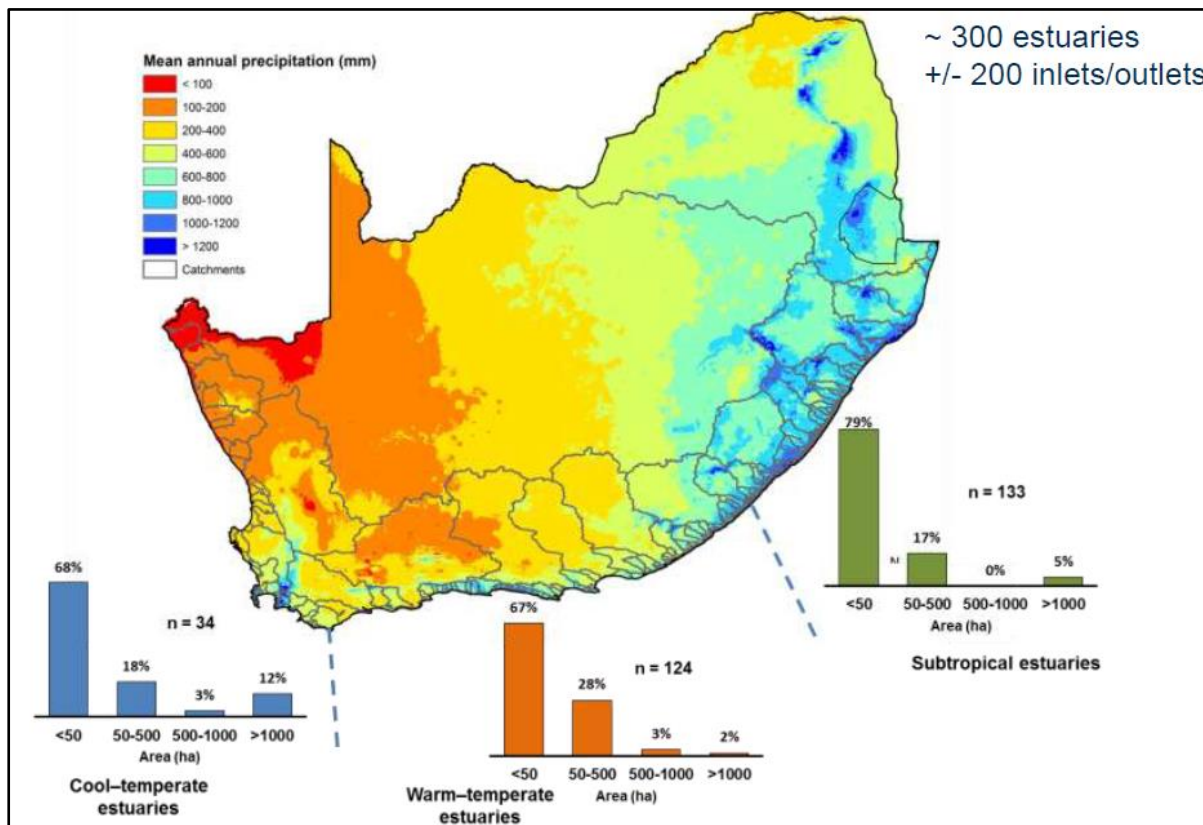 ~ 300 estuaries
+/- 200 inlets/outlets
Mean annual precipitation (mm)
< 100
100-200
200-400
400-600
600-800
800-1000
1000-1200
> 1200
Catchments
79%
n = 133
17%
N
0%
5%
<50 50-500 500-1000 >1000
Area (ha)
Subtropical estuaries
68%
n = 34
18%
3%
12%
<50 50-500 500-1000 >1000
Area (ha)
Cool–temperate
estuaries
67%
n = 124
28%
3%
2%
<50 50-500 500-1000 >1000
Area (ha)
Warm–temperate
estuaries